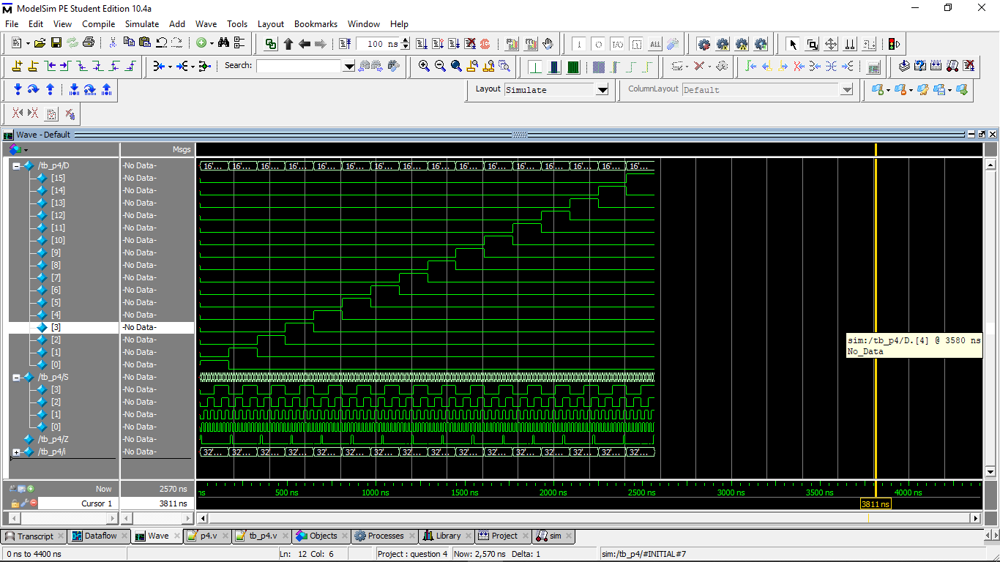 ModelSim PE Student Edition 10.4a
File Edit View Compile Simulate Add Wave Tools Layout Bookmarks Window Help
100 ns
ALL
Search:
Layout Simulate
ColumnLayout Default
Wave - Default
Msgs
/tb_p4/D -No Data- 16'... 16'... 16'... 16'... 16'... 16'... 16'... 16'... 16'... 16'... 16'... 16'... 16'... 16'... 16'... 16'...
[15] -No Data-
[14] -No Data-
[13] -No Data-
[12] -No Data-
[11] -No Data-
[10] -No Data-
[9] -No Data-
[8] -No Data-
[7] -No Data-
[6] -No Data-
[5] -No Data-
[4] -No Data-
[3] -No Data-
sim:/tb_p4/D.[4] @ 3580 ns
No_Data
[2] -No Data-
[1] -No Data-
[0] -No Data-
/tb_p4/S -No Data-
[3] -No Data-
[2] -No Data-
[1] -No Data-
[0] -No Data-
/tb_p4/Z -No Data-
/tb_p4/i -No Data- 32'... 32'... 32'... 32'... 32'... 32'... 32'... 32'... 32'... 32'... 32'... 32'... 32'... 32'... 32'... 32'...
Now 2570 ns ns 500 ns 1000 ns 1500 ns 2000 ns 2500 ns 3000 ns 3500 ns 4000 ns
Cursor 1 3811 ns 3811 ns
Transcript Dataflow Wave p4.v tb_p4.v Objects Processes Library Project sim
0 ns to 4400 ns Ln: 12 Col: 6 Project : question 4 Now: 2,570 ns Delta: 1 sim:/tb_p4/#INITIAL#7